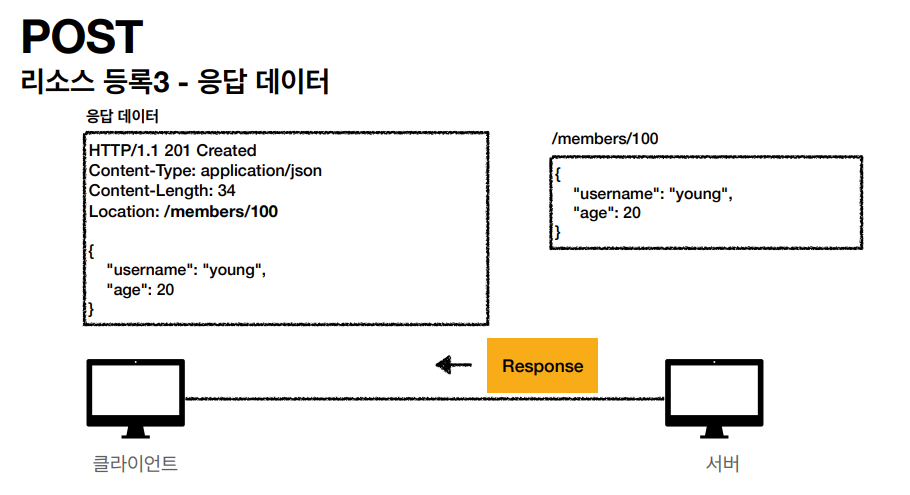 POST
리소스 등록3 - 응답 데이터
응답 데이터
HTTP/1.1 201 Created
Content-Type: application/json
Content-Length: 34
Location: /members/100
{
"username": "young",
"age": 20
}
/members/100
{
"username": "young",
"age": 20
}
Response
클라이언트
서버